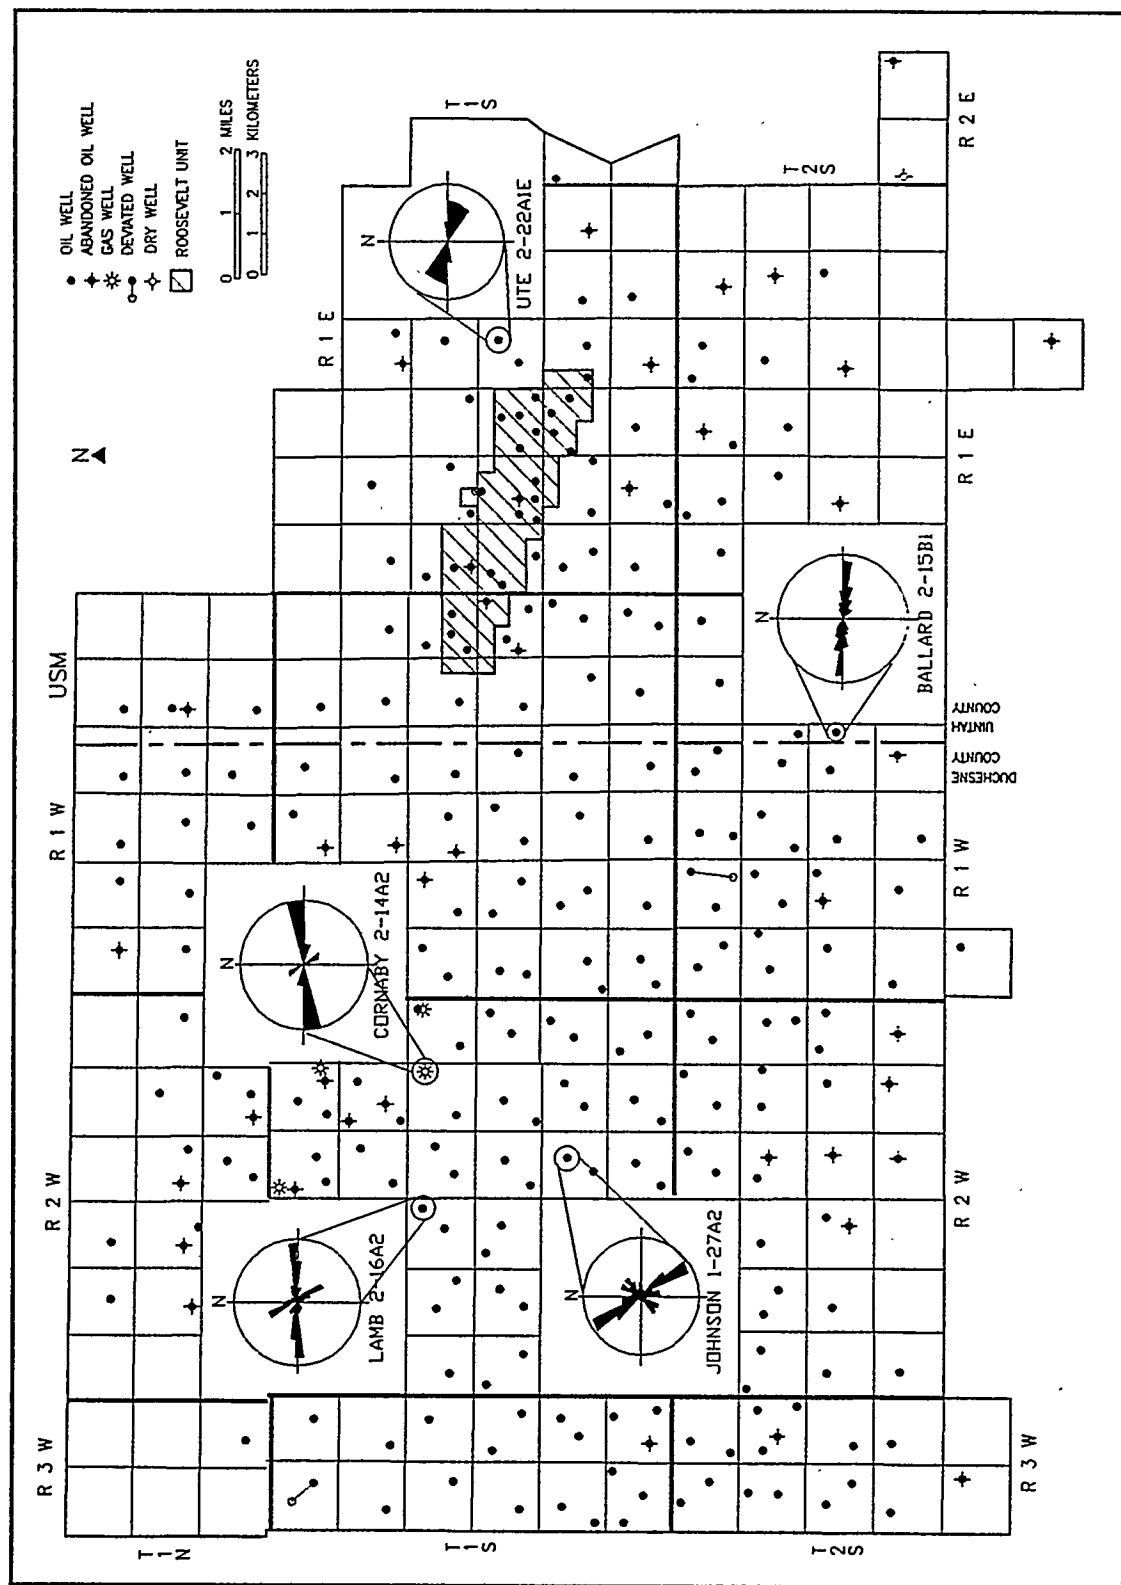 OIL WELL
ABANDONED OIL WELL
GAS WELL
DEVIATED WELL
DRY WELL
ROOSEVELT UNIT
0 1 2 MILES
0 1 2 3 KILOMETERS
N
R 3 W
R 2 W
R 1 W
USM
R 1 E
T 1 N
T 1 S
T 1 S
T 2 S
T 2 S
N
LAMB 2-16A2
N
CORNABY 2-14A2
N
UTE 2-22A1E
N
JOHNSON 1-27A2
N
BALLARD 2-15B1
DUCHESNE COUNTY
UINTAH COUNTY
R 3 W
R 2 W
R 1 W
R 1 E
R 2 E